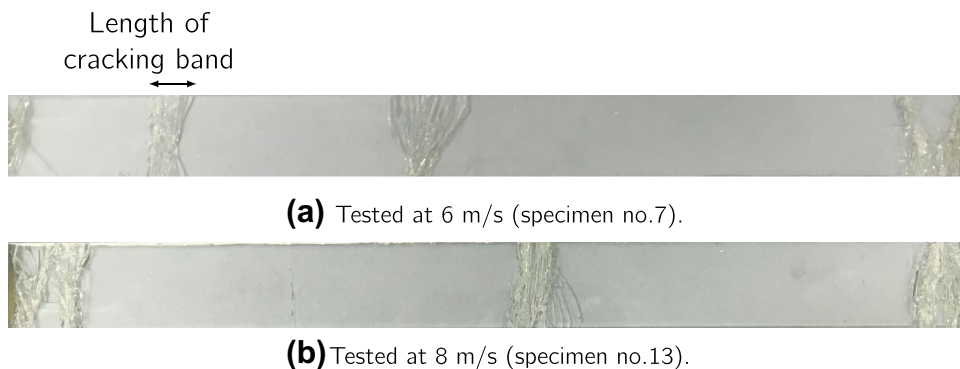 Length of
cracking band
(a) Tested at 6 m/s (specimen no.7).
(b) Tested at 8 m/s (specimen no.13).